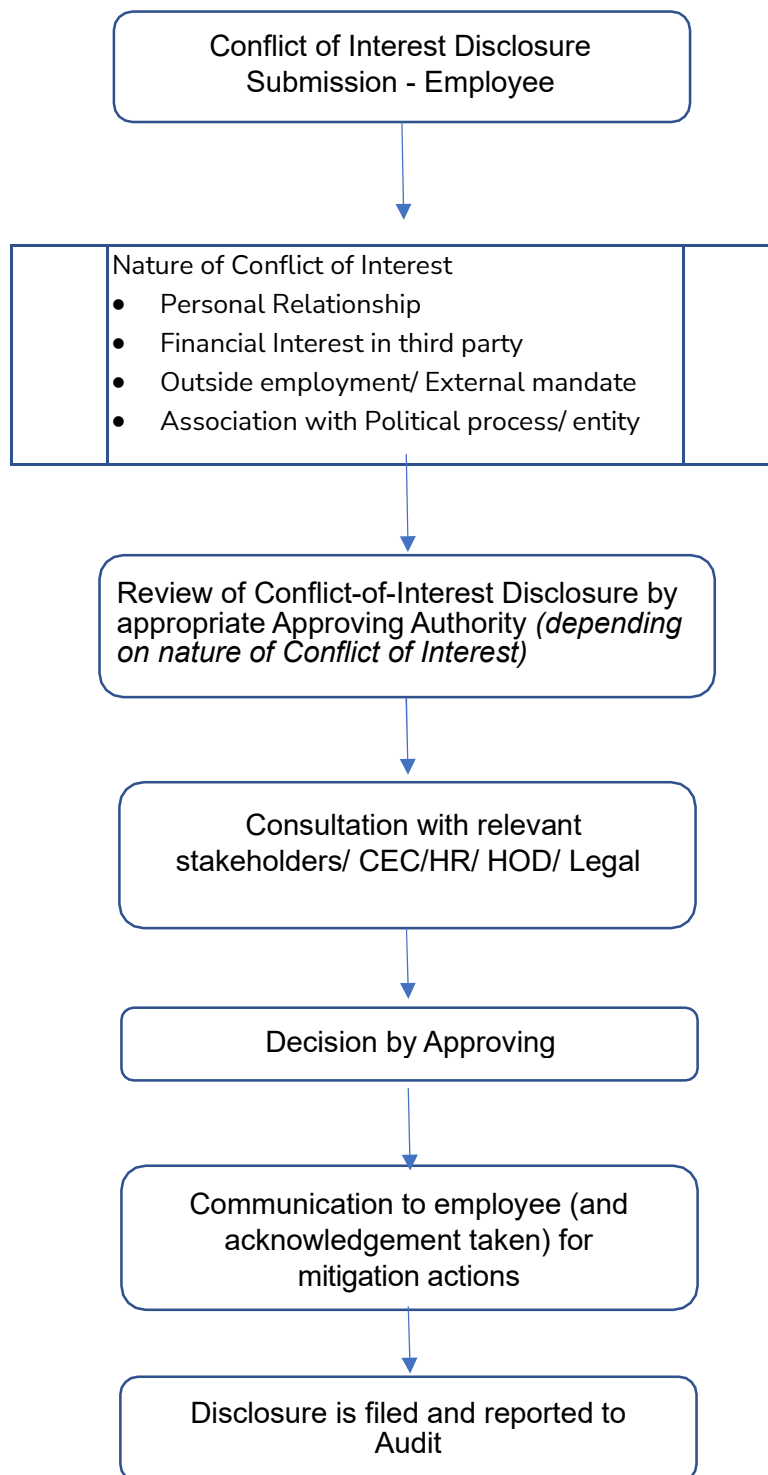 Conflict of Interest Disclosure
Submission - Employee
Nature of Conflict of Interest
• Personal Relationship
• Financial Interest in third party
• Outside employment/ External mandate
• Association with Political process/ entity
Review of Conflict-of-Interest Disclosure by
appropriate Approving Authority (depending
on nature of Conflict of Interest)
Consultation with relevant
stakeholders/ CEC/HR/ HOD/ Legal
Decision by Approving
Communication to employee (and
acknowledgement taken) for
mitigation actions
Disclosure is filed and reported to
Audit